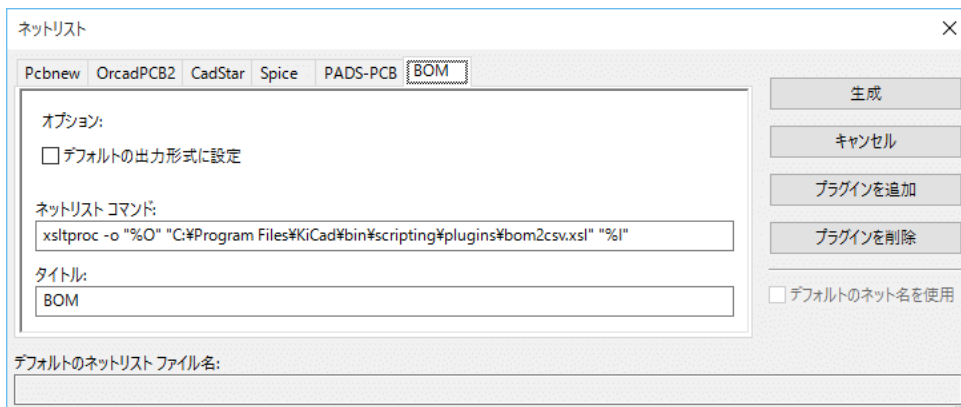 ネットリスト
Pcbnew OrcadPCB2 CadStar Spice PADS-PCB BOM
オプション:
デフォルトの出力形式に設定
ネットリスト コマンド:
xsltproc -o "%O" "C:¥Program Files¥KiCad¥bin¥scripting¥plugins¥bom2csv.xsl" "%I"
タイトル:
BOM
生成
キャンセル
プラグインを追加
プラグインを削除
デフォルトのネット名を使用
デフォルトのネットリスト ファイル名: